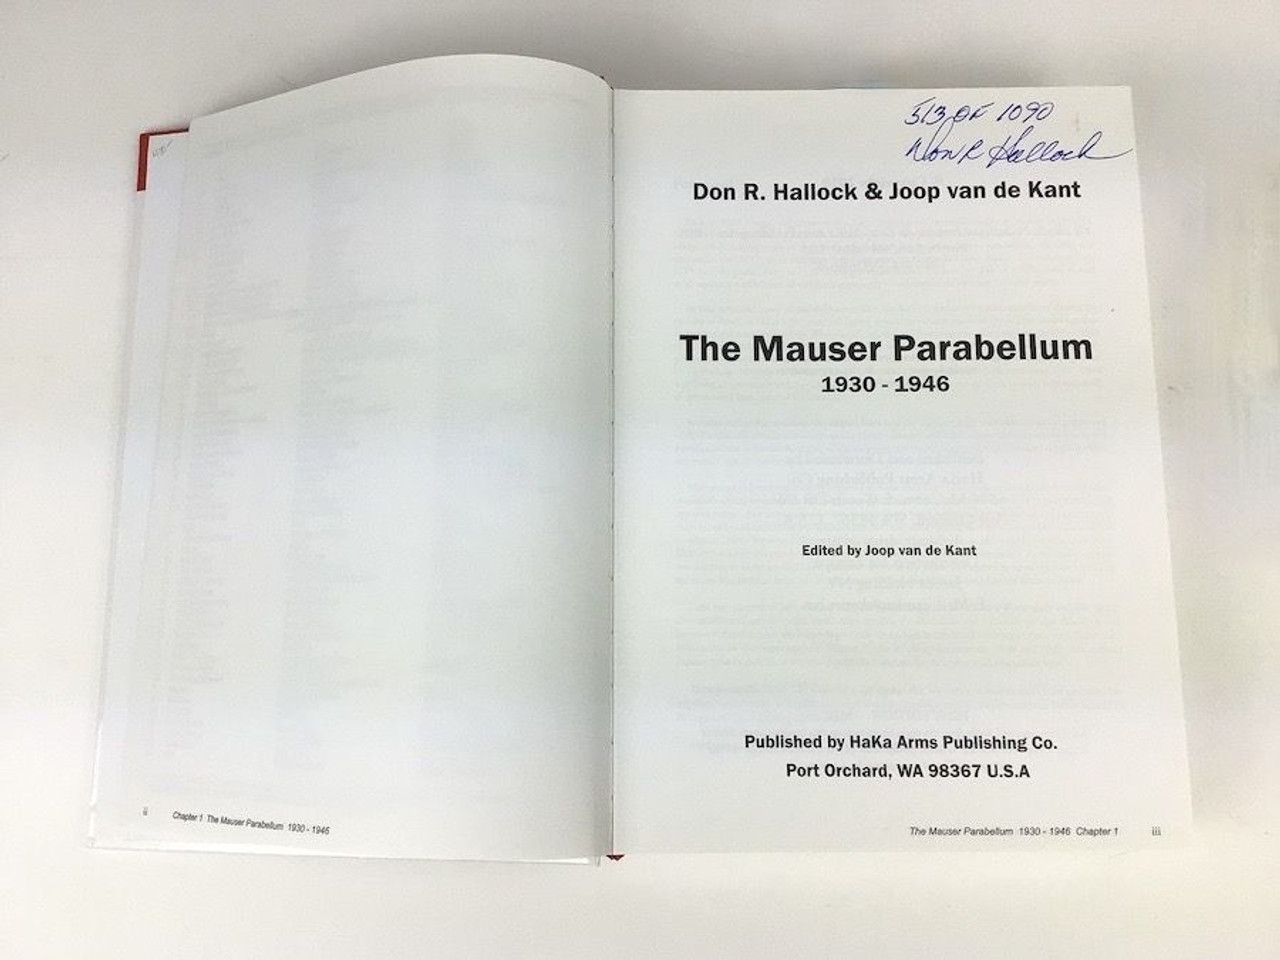 513 OF 1090
Don R Hallock
Don R. Hallock & Joop van de Kant
The Mauser Parabellum
1930 - 1946
Edited by Joop van de Kant
Published by HaKa Arms Publishing Co.
Port Orchard, WA 98367 U.S.A
ii Chapter 1 The Mauser Parabellum 1930 - 1946
The Mauser Parabellum 1930 - 1946 Chapter 1 iii